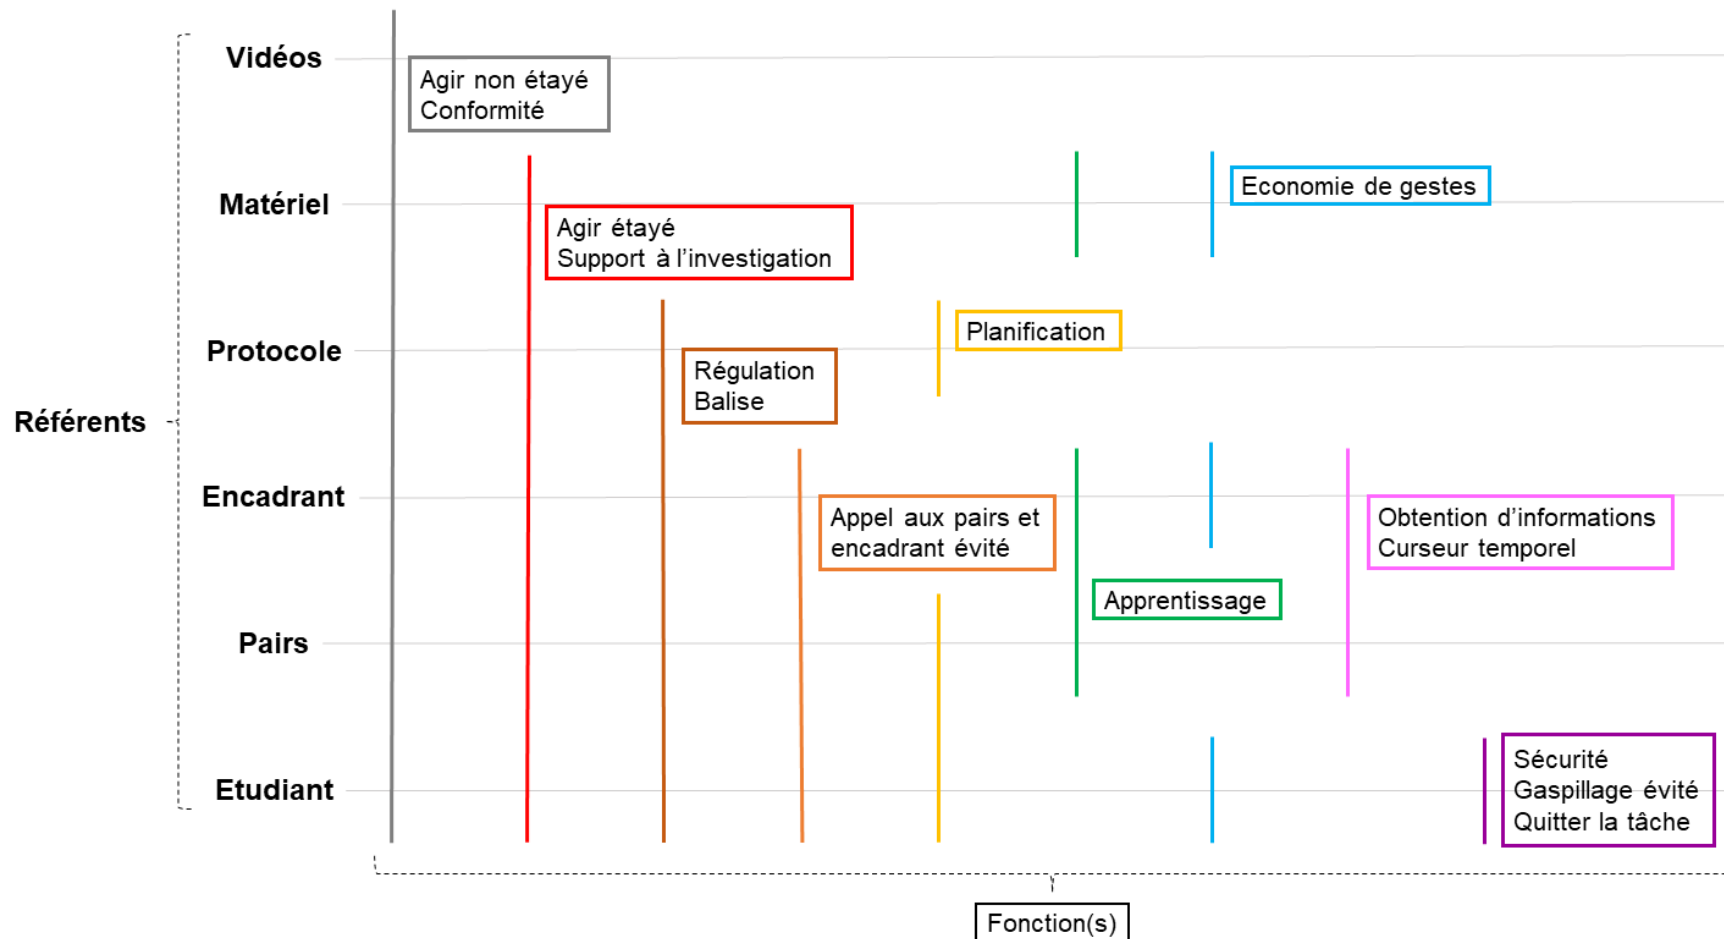 Vidéos
Agir non étayé
Conformité
Matériel
Economie de gestes
Agir étayé
Support à l’investigation
Protocole
Planification
Régulation
Balise
Référents
Encadrant
Appel aux pairs et
encadrant évité
Obtention d’informations
Curseur temporel
Apprentissage
Pairs
Etudiant
Sécurité
Gaspillage évité
Quitter la tâche
Fonction(s)